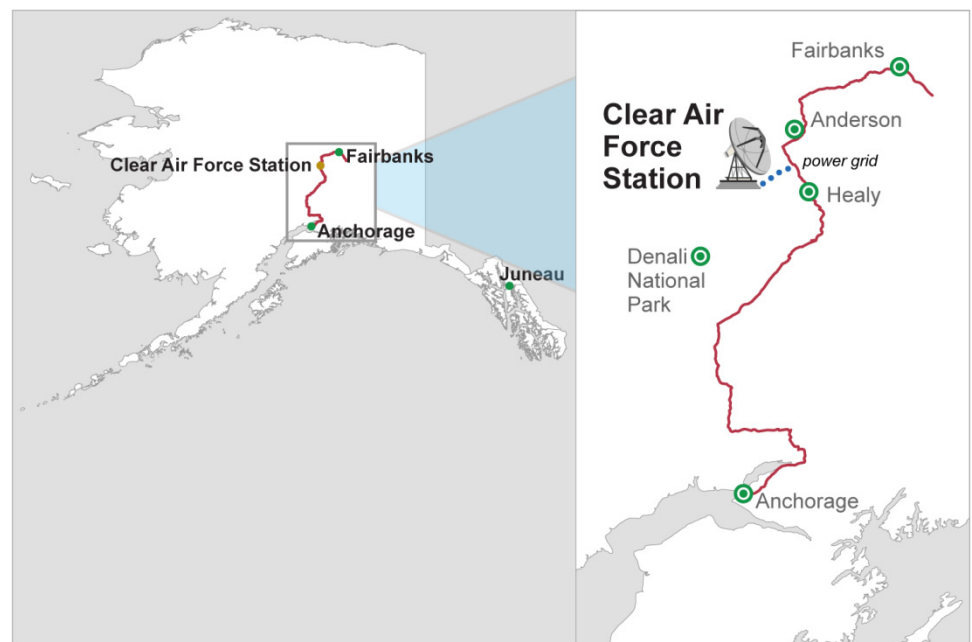 Clear Air Force Station
Fairbanks
Anchorage
Juneau
Fairbanks
Clear Air
Force
Station
Anderson
power grid
Healy
Denali
National
Park
Anchorage